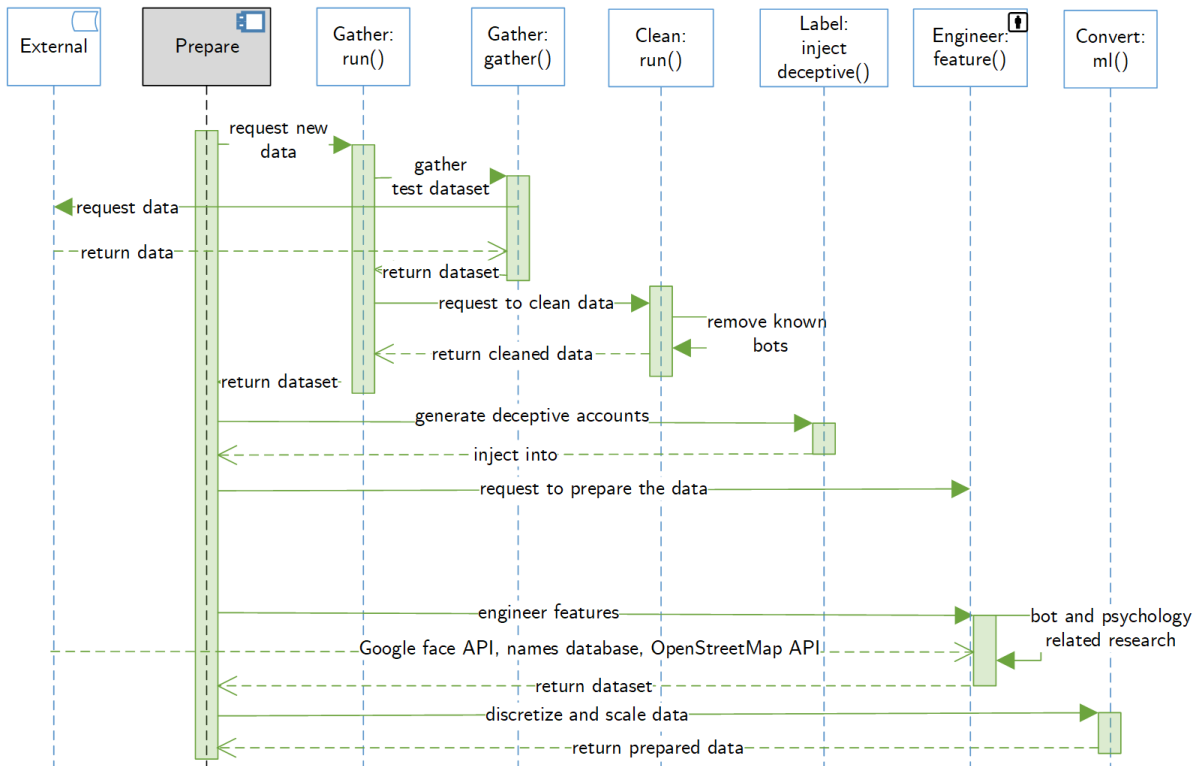 External
Prepare
Gather:
run()
Gather:
gather()
Clean:
run()
Label:
inject
deceptive()
Engineer:
feature()
Convert:
ml()
request new
data
gather
test dataset
request data
return data
return dataset
request to clean data
remove known
bots
return cleaned data
return dataset
generate deceptive accounts
inject into
request to prepare the data
engineer features
bot and psychology
related research
Google face API, names database, OpenStreetMap API
return dataset
discretize and scale data
return prepared data